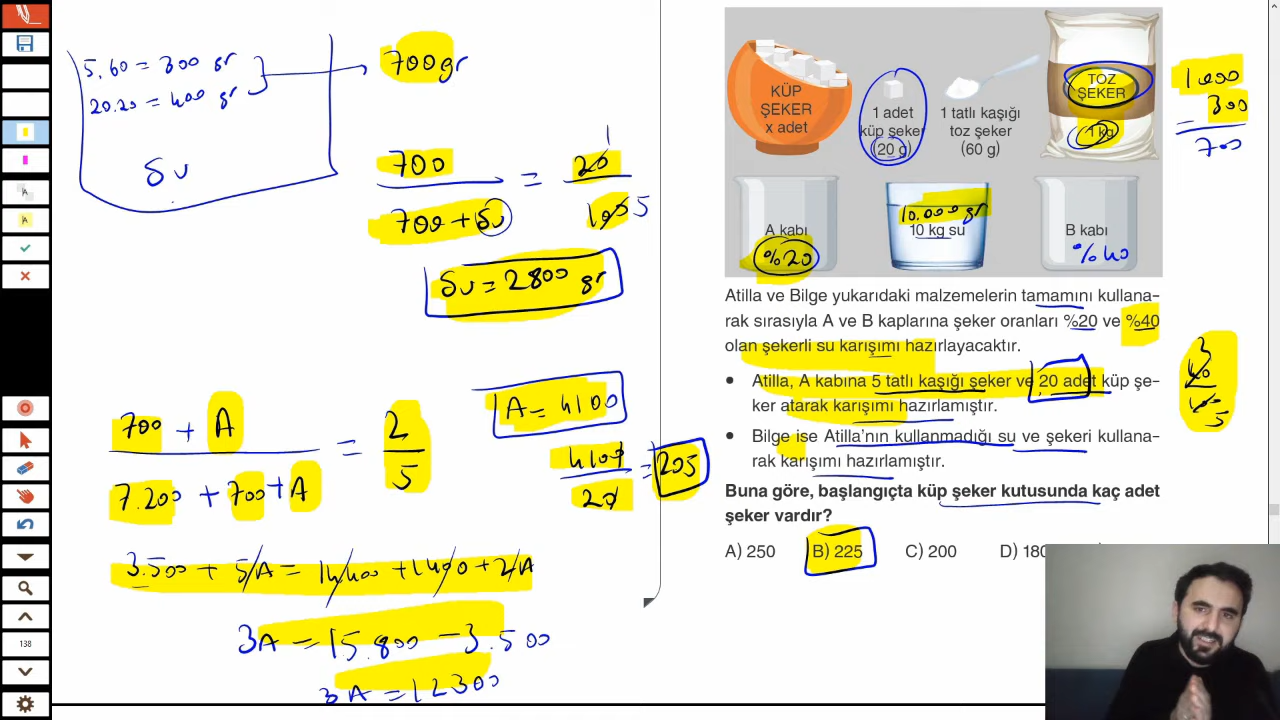 5.60 = 300 gr
20.20 = 400 gr
700 gr
Su
700
700 + Su
=
20
100
1
5
Su = 2800 gr
A = 4100
700 + A
7.200 + 700 + A
=
2
5
4100
20
= 205
3.500 + 5A = 14400 + 1400 + 2A
3A = 15.800 - 3.500
3A = 12300
138
KÜP
ŞEKER
x adet
1 adet
küp şeker
(20 g)
1 tatlı kaşığı
toz şeker
(60 g)
TOZ
ŞEKER
1 kg
1000
300
=
700
A kabı
%20
10.000 gr
10 kg su
B kabı
%40
Atilla ve Bilge yukarıdaki malzemelerin tamamını kullana-
rak sırasıyla A ve B kaplarına şeker oranları %20 ve %40
olan şekerli su karışımı hazırlayacaktır.
• Atilla, A kabına 5 tatlı kaşığı şeker ve 20 adet küp şe-
ker atarak karışımı hazırlamıştır.
• Bilge ise Atilla'nın kullanmadığı su ve şekeri kullana-
rak karışımı hazırlamıştır.
Buna göre, başlangıçta küp şeker kutusunda kaç adet
şeker vardır?
A) 250 B) 225 C) 200 D) 180